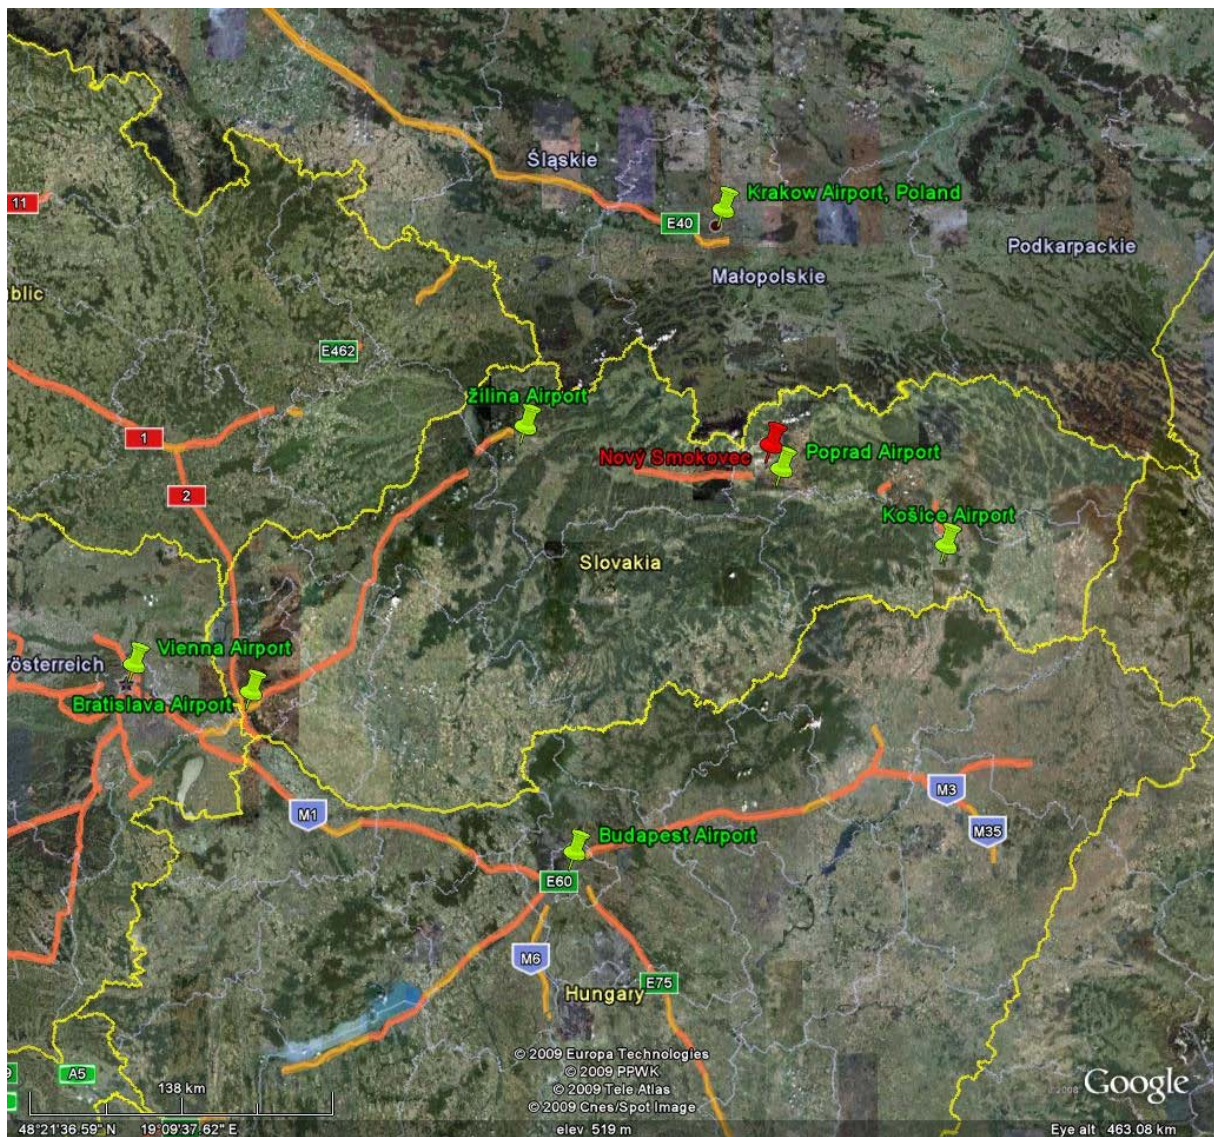 Śląskie
11
Krakow Airport, Poland
E40
Podkarpackie
Małopolskie
ublic
E462
žilina Airport
1
Nový Smokovec
Poprad Airport
2
Košice Airport
Slovakia
Vienna Airport
rösterreich
Bratislava Airport
M3
M1
M35
Budapest Airport
E60
M6
E75
Hungary
© 2009 Europa Technologies
© 2009 PPWK
© 2009 Tele Atlas
© 2009 Cnes/Spot Image
9
A5
138 km
Google
48°21'36.59" N 19°09'37.62" E
elev 519 m
Eye alt 463.08 km